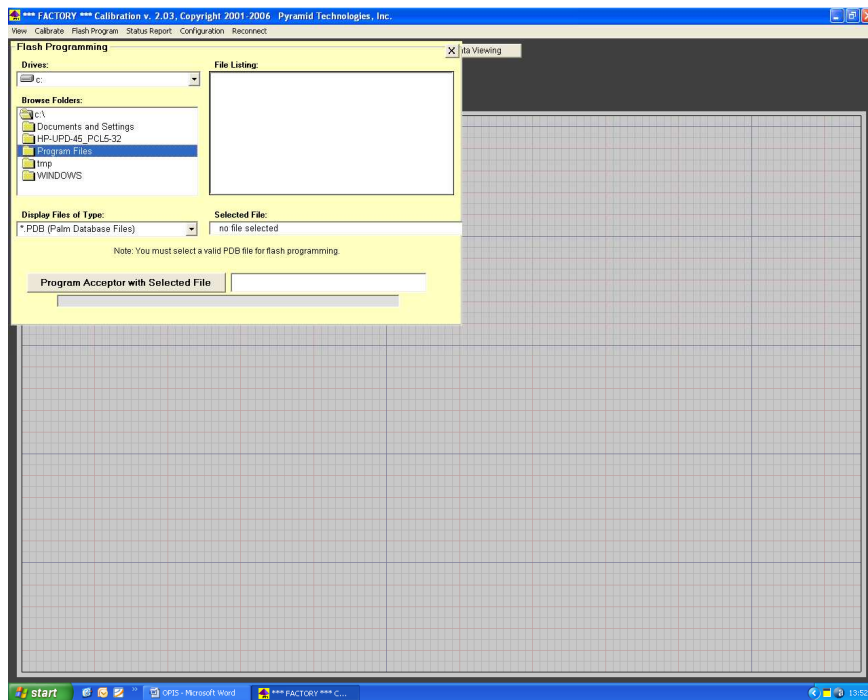 *** FACTORY *** Calibration v. 2.03, Copyright 2001-2006 Pyramid Technologies, Inc.
View Calibrate Flash Program Status Report Configuration Reconnect
Flash Programming
ata Viewing
Drives:
File Listing:
c:
Browse Folders:
c:\
Documents and Settings
HP-UPD-45_PCL5-32
Program Files
tmp
WINDOWS
Display Files of Type:
Selected File:
*.PDB (Palm Database Files)
no file selected
Note: You must select a valid PDB file for flash programming.
Program Acceptor with Selected File
start
OPIS - Microsoft Word
*** FACTORY *** C...